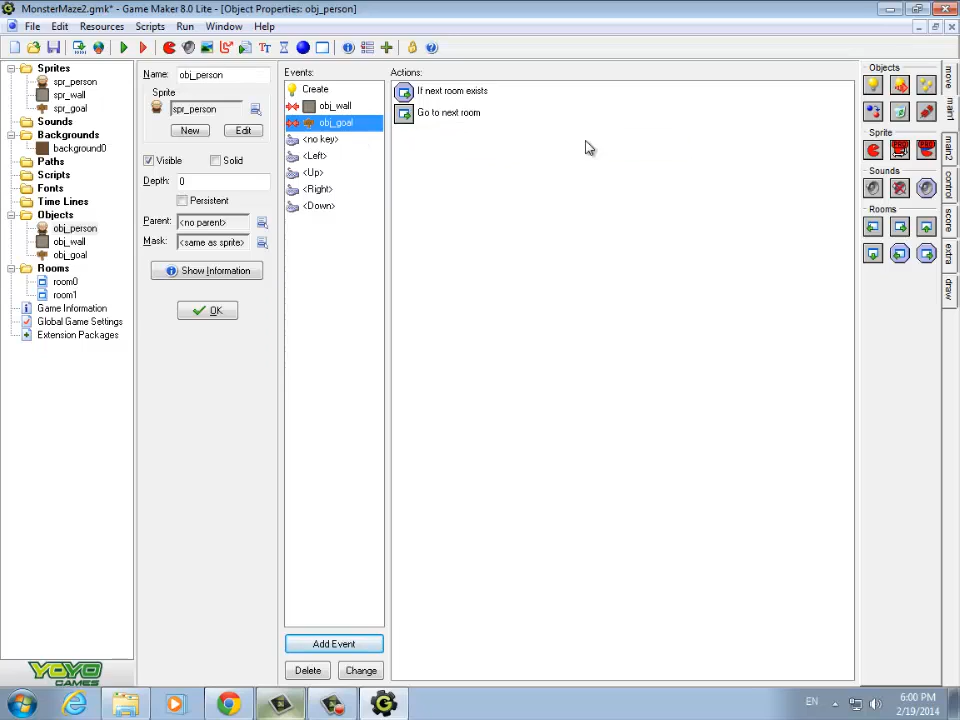 MonsterMaze2.gmk* - Game Maker 8.0 Lite - [Object Properties: obj_person]
File Edit Resources Scripts Run Window Help
Sprites
spr_person
spr_wall
spr_goal
Sounds
Backgrounds
background0
Paths
Scripts
Fonts
Time Lines
Objects
obj_person
obj_wall
obj_goal
Rooms
room0
room1
Game Information
Global Game Settings
Extension Packages
YOYO
GAMES
Name: obj_person
Sprite
spr_person
New Edit
Visible Solid
Depth: 0
Persistent
Parent: <no parent>
Mask: <same as sprite>
Show Information
OK
Events:
Create
obj_wall
obj_goal
<no key>
<Left>
<Up>
<Right>
<Down>
Add Event
Delete Change
Actions:
If next room exists
Go to next room
Objects
Sprite
PRO PRO
Sounds
Rooms
move
main1
main2
control
score
extra
draw
EN
6:00 PM
2/19/2014